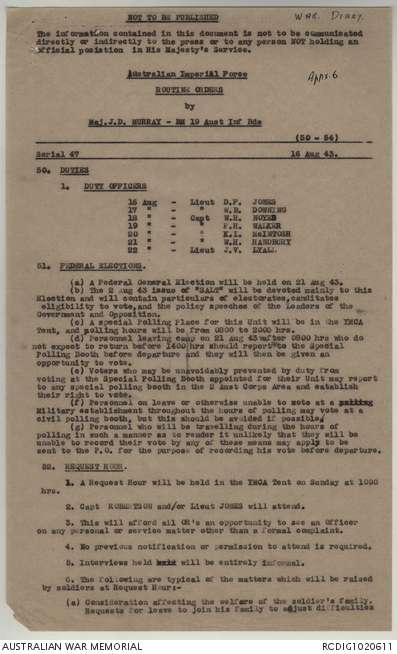 NOT TO BE PUBLISHED
WAR DIARY.
The information contained in this document is not to be communicated
directly or indirectly to the press or to any person NOT holding an
official position in His Majesty's Service.
Appx. 6
Australian Imperial Force
ROUTINE ORDERS
by
Maj. J.D. MURRAY - BM 19 Aust Inf Bde
(50 - 54)
Serial 47 16 Aug 43.
50. DUTIES
1. DUTY OFFICERS
16 Aug - Lieut D.F. JONES
17 " - " W.R. DOWNING
18 " - Capt W.H. NOYES
19 " - " F.H. WALKER
20 " - " K.L. McINTOSH
21 " - " W.H. HANDBURY
22 " - Lieut J.V. LYALL
51. FEDERAL ELECTIONS.
(a) A Federal General Election will be held on 21 Aug 43.
(b) The 2 Aug 43 issue of "SALT" will be devoted mainly to this
Election and will contain particulars of electorates, canditates
eligibility to vote, and the policy speeches of the Leaders of the
Government and Opposition.
(c) A special Polling Place for this Unit will be in the YMCA
Tent, and polling hours will be from 0800 to 2000 hrs.
(d) Personnel leaving camp on 21 Aug 43 after 0800 hrs who do
not expect to return before 1600 hrs should report to the Special
Polling Booth before departure and they will then be given an
opportunity to vote.
(e) Voters who may be unavoidably prevented by duty from
voting at the Special Polling Booth appointed for their Unit may report
to any special polling booth in the 2 Aust Corps Area and establish
their right to vote.
(f) Personnel on leave or otherwise unable to vote at a polling
Military establishment throughout the hours of polling may vote at a
civil polling booth, but this should be avoided if possible.
(g) Personnel who will be travelling during the hours of
polling in such a manner as to render it unlikely that they will be
unable to record their vote by any of these means may apply to be
sent to the P.O. for the purpose of recording his vote before departure.
52. REQUEST HOUR.
1. A Request Hour will be held in the YMCA Tent on Sunday at 1000
hrs.
2. Capt ROBERTSON and/or Lieut JONES will attend.
3. This will afford all OR's an opportunity to see an Officer
on any personal or service matter other than a formal complaint.
4. No previous notification or permission to attend is required.
5. Interviews held will be entirely informal.
6. The following are typical of the matters which will be raised
by soldiers at Request Hour:-
(a) Consideration affecting the welfare of the soldier's family.
Requests for leave to join his family to adjust difficulties
AUSTRALIAN WAR MEMORIAL RCDIG1020611